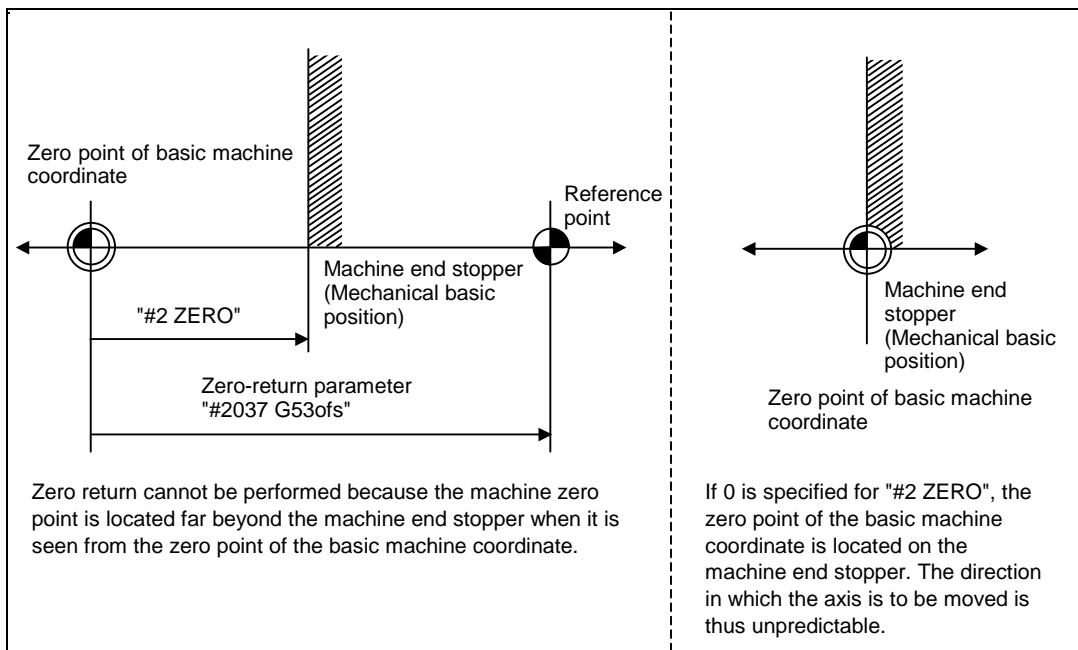 Zero point of basic machine
coordinate
Reference
point
Machine end stopper
(Mechanical basic
position)
"#2 ZERO"
Zero-return parameter
"#2037 G53ofs"
Zero return cannot be performed because the machine zero
point is located far beyond the machine end stopper when it is
seen from the zero point of the basic machine coordinate.
Machine end
stopper
(Mechanical basic
position)
Zero point of basic machine
coordinate
If 0 is specified for "#2 ZERO", the
zero point of the basic machine
coordinate is located on the
machine end stopper. The direction
in which the axis is to be moved is
thus unpredictable.